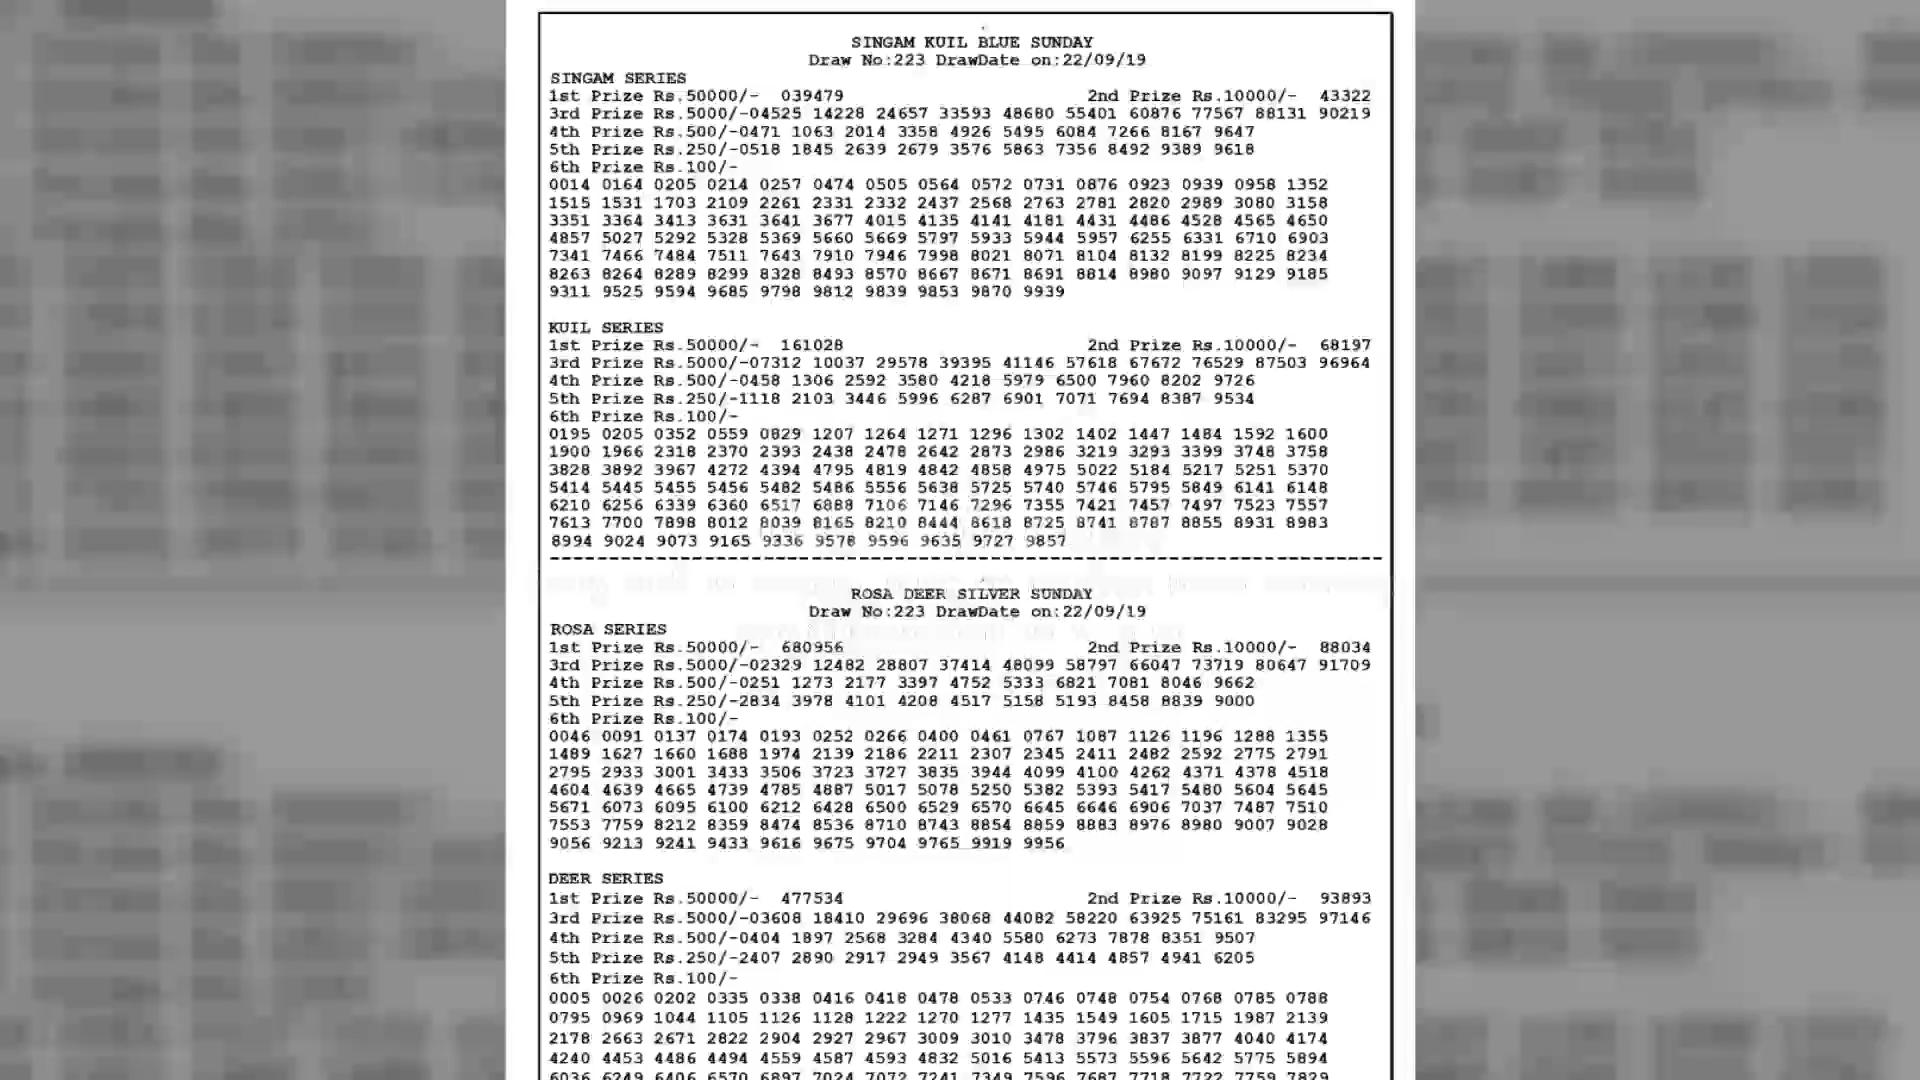 SINGAM KUIL BLUE SUNDAY
Draw No:223 DrawDate on:22/09/19
SINGAM SERIES
1st Prize Rs.50000/- 039479 2nd Prize Rs.10000/- 43322
3rd Prize Rs.5000/-04525 14228 24657 33593 48680 55401 60876 77567 88131 90219
4th Prize Rs.500/-0471 1063 2014 3358 4926 5495 6084 7266 8167 9647
5th Prize Rs.250/-0518 1845 2639 2679 3576 5863 7356 8492 9389 9618
6th Prize Rs.100/-
0014 0164 0205 0214 0257 0474 0505 0564 0572 0731 0876 0923 0939 0958 1352
1515 1531 1703 2109 2261 2331 2332 2437 2568 2763 2781 2820 2989 3080 3158
3351 3364 3413 3631 3641 3677 4015 4135 4141 4181 4431 4486 4528 4565 4650
4857 5027 5292 5328 5369 5660 5669 5797 5933 5944 5957 6255 6331 6710 6903
7341 7466 7484 7511 7643 7910 7946 7998 8021 8071 8104 8132 8199 8225 8234
8263 8264 8289 8299 8328 8493 8570 8667 8671 8691 8814 8980 9097 9129 9185
9311 9525 9594 9685 9798 9812 9839 9853 9870 9939
KUIL SERIES
1st Prize Rs.50000/- 161028 2nd Prize Rs.10000/- 68197
3rd Prize Rs.5000/-07312 10037 29578 39395 41146 57618 67672 76529 87503 96964
4th Prize Rs.500/-0458 1306 2592 3580 4218 5979 6500 7960 8202 9726
5th Prize Rs.250/-1118 2103 3446 5996 6287 6901 7071 7694 8387 9534
6th Prize Rs.100/-
0195 0205 0352 0559 0829 1207 1264 1271 1296 1302 1402 1447 1484 1592 1600
1900 1966 2318 2370 2393 2438 2478 2642 2873 2986 3219 3293 3399 3748 3758
3828 3892 3967 4272 4394 4795 4819 4842 4858 4975 5022 5184 5217 5251 5370
5414 5445 5455 5456 5482 5486 5556 5638 5725 5740 5746 5795 5849 6141 6148
6210 6256 6339 6360 6517 6888 7106 7146 7296 7355 7421 7457 7497 7523 7557
7613 7700 7898 8012 8039 8165 8210 8444 8618 8725 8741 8787 8855 8931 8983
8994 9024 9073 9165 9336 9578 9596 9635 9727 9857
ROSA DEER SILVER SUNDAY
Draw No:223 DrawDate on:22/09/19
ROSA SERIES
1st Prize Rs.50000/- 680956 2nd Prize Rs.10000/- 88034
3rd Prize Rs.5000/-02329 12482 28807 37414 48099 58797 66047 73719 80647 91709
4th Prize Rs.500/-0251 1273 2177 3397 4752 5333 6821 7081 8046 9662
5th Prize Rs.250/-2834 3978 4101 4208 4517 5158 5193 8458 8839 9000
6th Prize Rs.100/-
0046 0091 0137 0174 0193 0252 0266 0400 0461 0767 1087 1126 1196 1288 1355
1489 1627 1660 1688 1974 2139 2186 2211 2307 2345 2411 2482 2592 2775 2791
2795 2933 3001 3433 3506 3723 3727 3835 3944 4099 4100 4262 4371 4378 4518
4604 4639 4665 4739 4785 4887 5017 5078 5250 5382 5393 5417 5480 5604 5645
5671 6073 6095 6100 6212 6428 6500 6529 6570 6645 6646 6906 7037 7487 7510
7553 7759 8212 8359 8474 8536 8710 8743 8854 8859 8883 8976 8980 9007 9028
9056 9213 9241 9433 9616 9675 9704 9765 9919 9956
DEER SERIES
1st Prize Rs.50000/- 477534 2nd Prize Rs.10000/- 93893
3rd Prize Rs.5000/-03608 18410 29696 38068 44082 58220 63925 75161 83295 97146
4th Prize Rs.500/-0404 1897 2568 3284 4340 5580 6273 7878 8351 9507
5th Prize Rs.250/-2407 2890 2917 2949 3567 4148 4414 4857 4941 6205
6th Prize Rs.100/-
0005 0026 0202 0335 0338 0416 0418 0478 0533 0746 0748 0754 0768 0785 0788
0795 0969 1044 1105 1126 1128 1222 1270 1277 1435 1549 1605 1715 1987 2139
2178 2663 2671 2822 2904 2927 2967 3009 3010 3478 3796 3837 3877 4040 4174
4240 4453 4486 4494 4559 4587 4593 4832 5016 5413 5573 5596 5642 5775 5894
6036 6249 6406 6570 6897 7024 7072 7241 7349 7596 7687 7718 7722 7759 7829